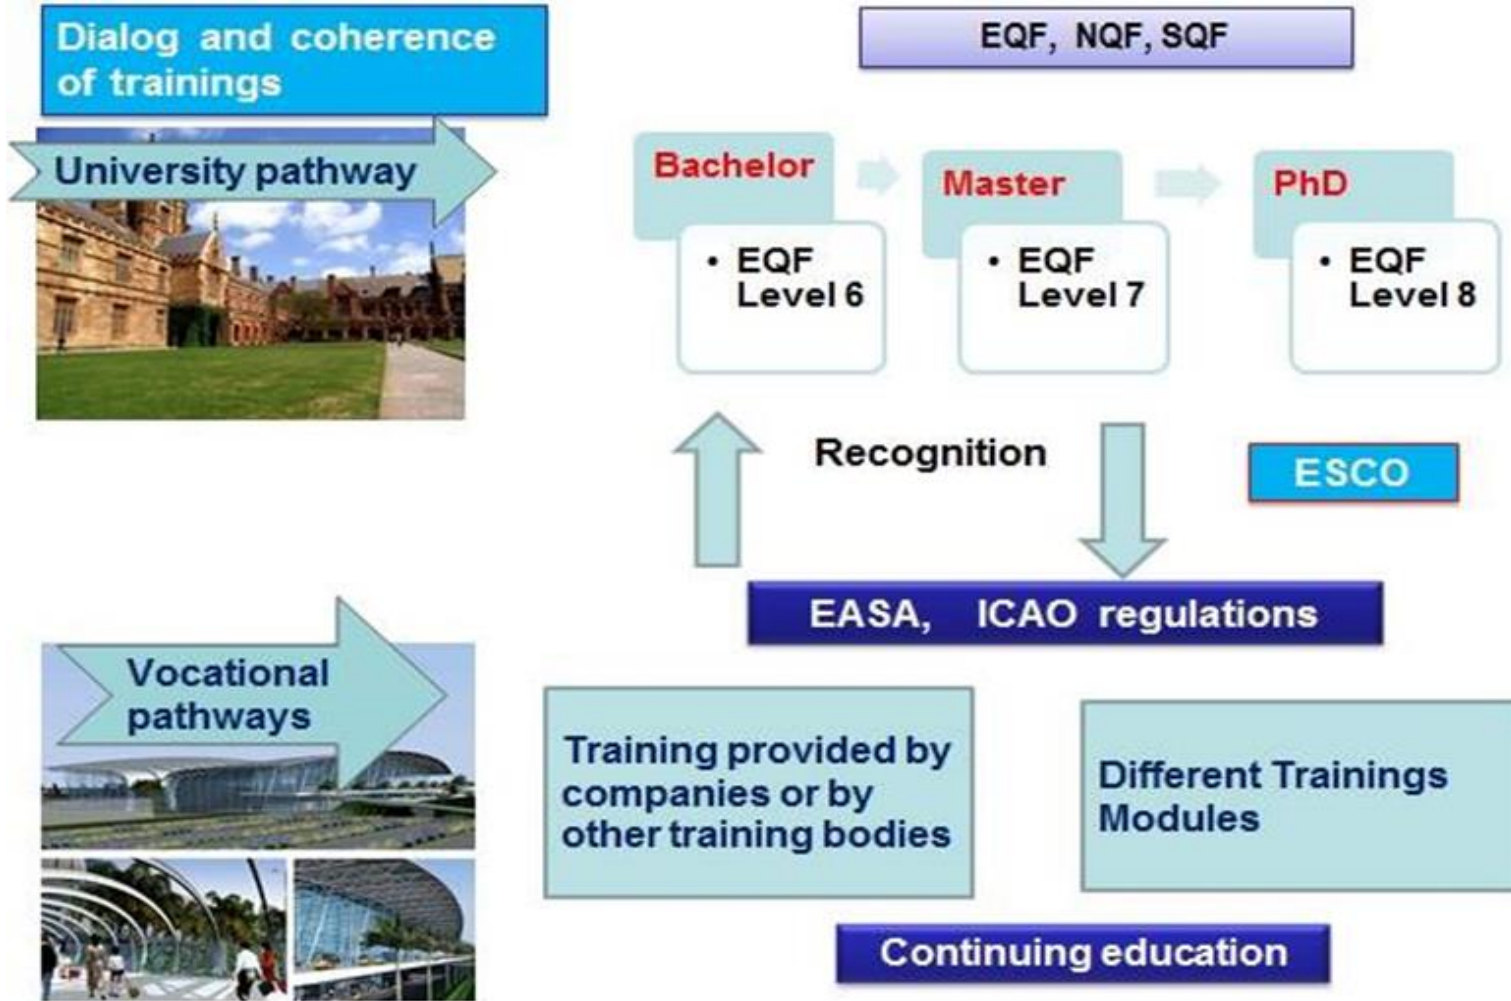 Dialog and coherence
of trainings
EQF, NQF, SQF
University pathway
Bachelor
Master
PhD
• EQF
Level 6
• EQF
Level 7
• EQF
Level 8
Recognition
ESCO
EASA, ICAO regulations
Vocational
pathways
Training provided by
companies or by
other training bodies
Different Trainings
Modules
Continuing education